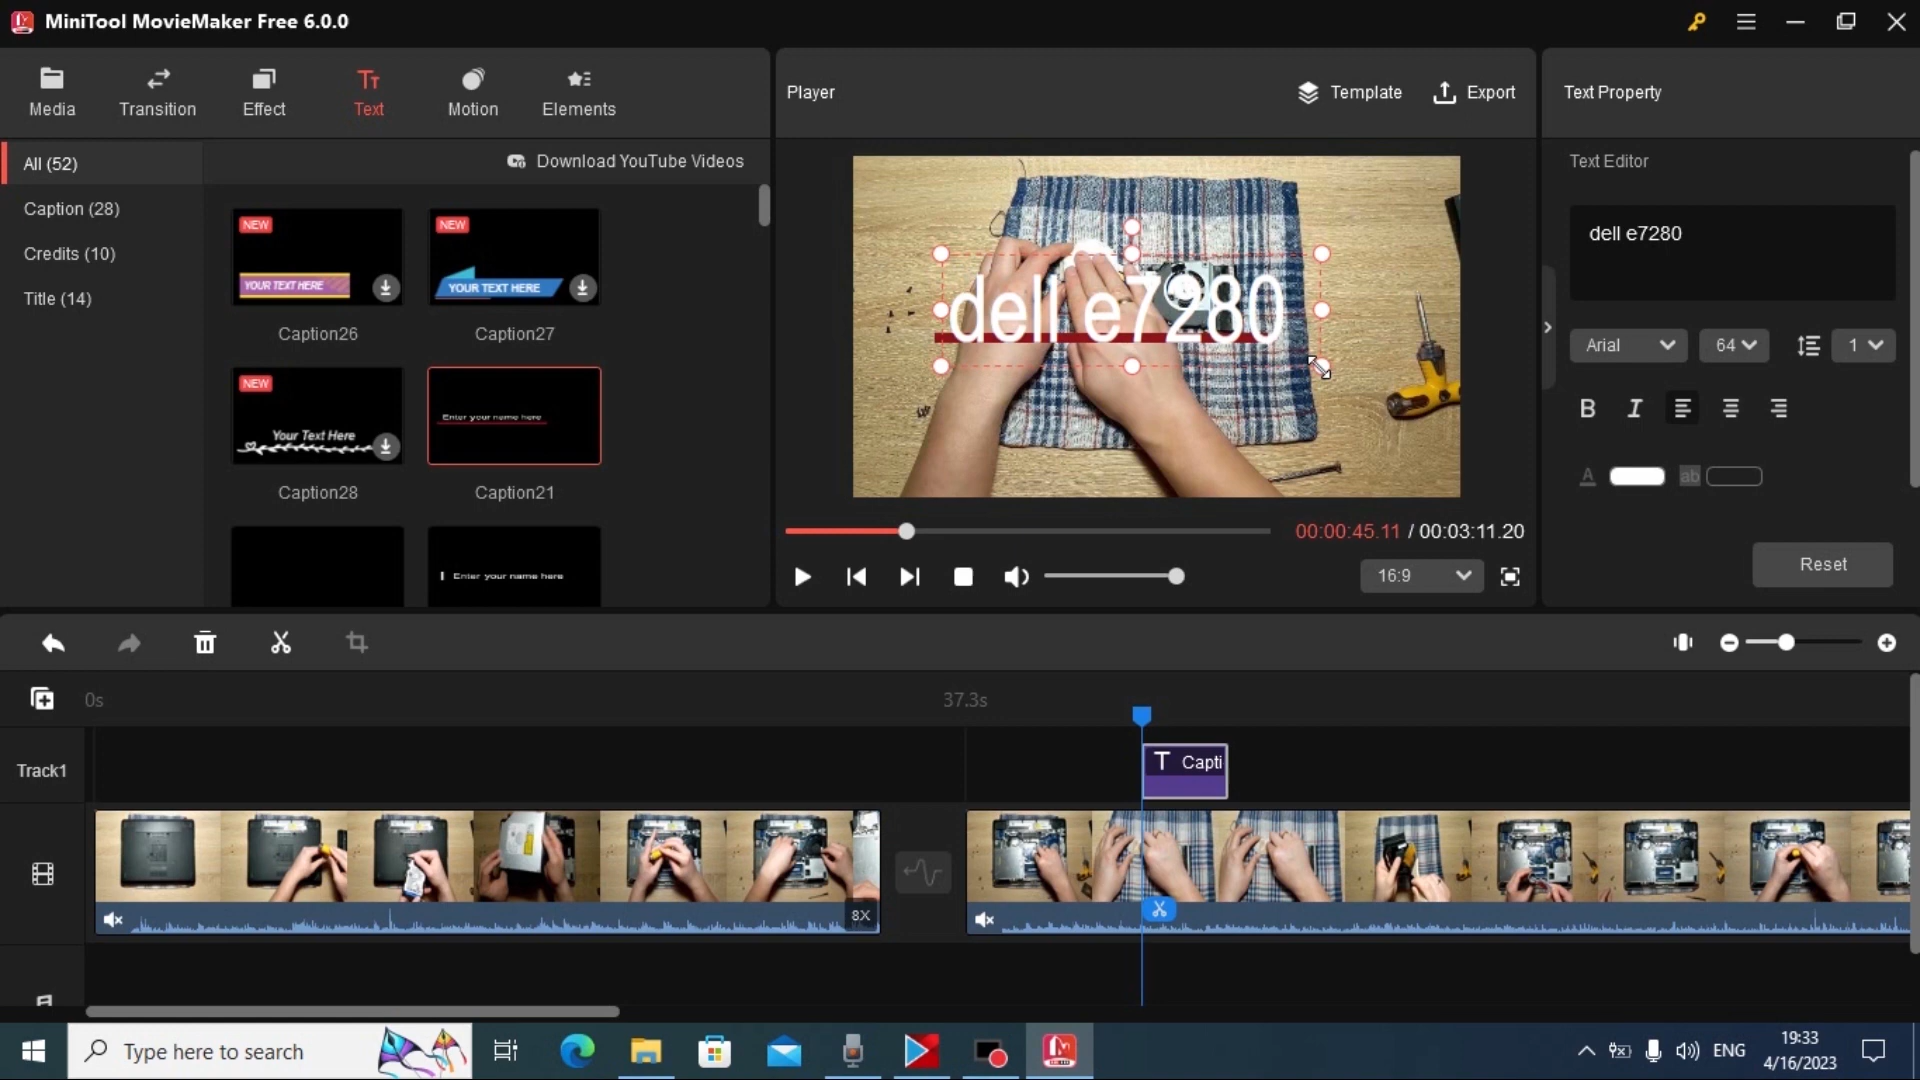 MiniTool MovieMaker Free 6.0.0
Media
Transition
Effect
Text
Motion
Elements
Player
Template
Export
Text Property
All (52)
Download YouTube Videos
Caption (28)
Credits (10)
Title (14)
NEW
YOUR TEXT HERE
Caption26
NEW
YOUR TEXT HERE
Caption27
NEW
Your Text Here
Caption28
Enter your name here
Caption21
Enter your name here
dell e7280
00:00:45.11 / 00:03:11.20
16:9
Text Editor
dell e7280
Arial
64
1
B I
A
ab
Reset
0s
37.3s
Track1
T Capti
8X
Type here to search
ENG
19:33
4/16/2023